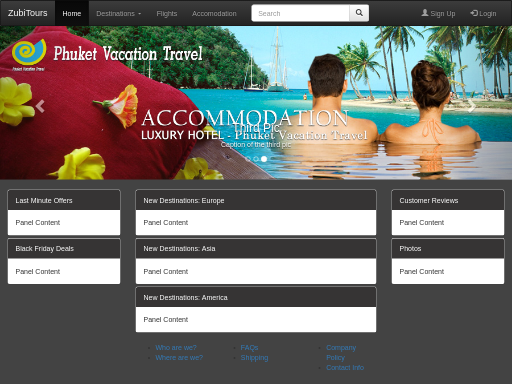 ZubiTours Home Destinations Flights Accomodation Search Sign Up Login
Phuket Vacation Travel
Phuket Vacation Travel
ACCOMMODATION
Third Pic
LUXURY HOTEL - Phuket Vacation Travel
Caption of the third pic
Last Minute Offers
Panel Content
Black Friday Deals
Panel Content
New Destinations: Europe
Panel Content
New Destinations: Asia
Panel Content
New Destinations: America
Panel Content
Customer Reviews
Panel Content
Photos
Panel Content
Who are we?
Where are we?
FAQs
Shipping
Company
Policy
Contact Info